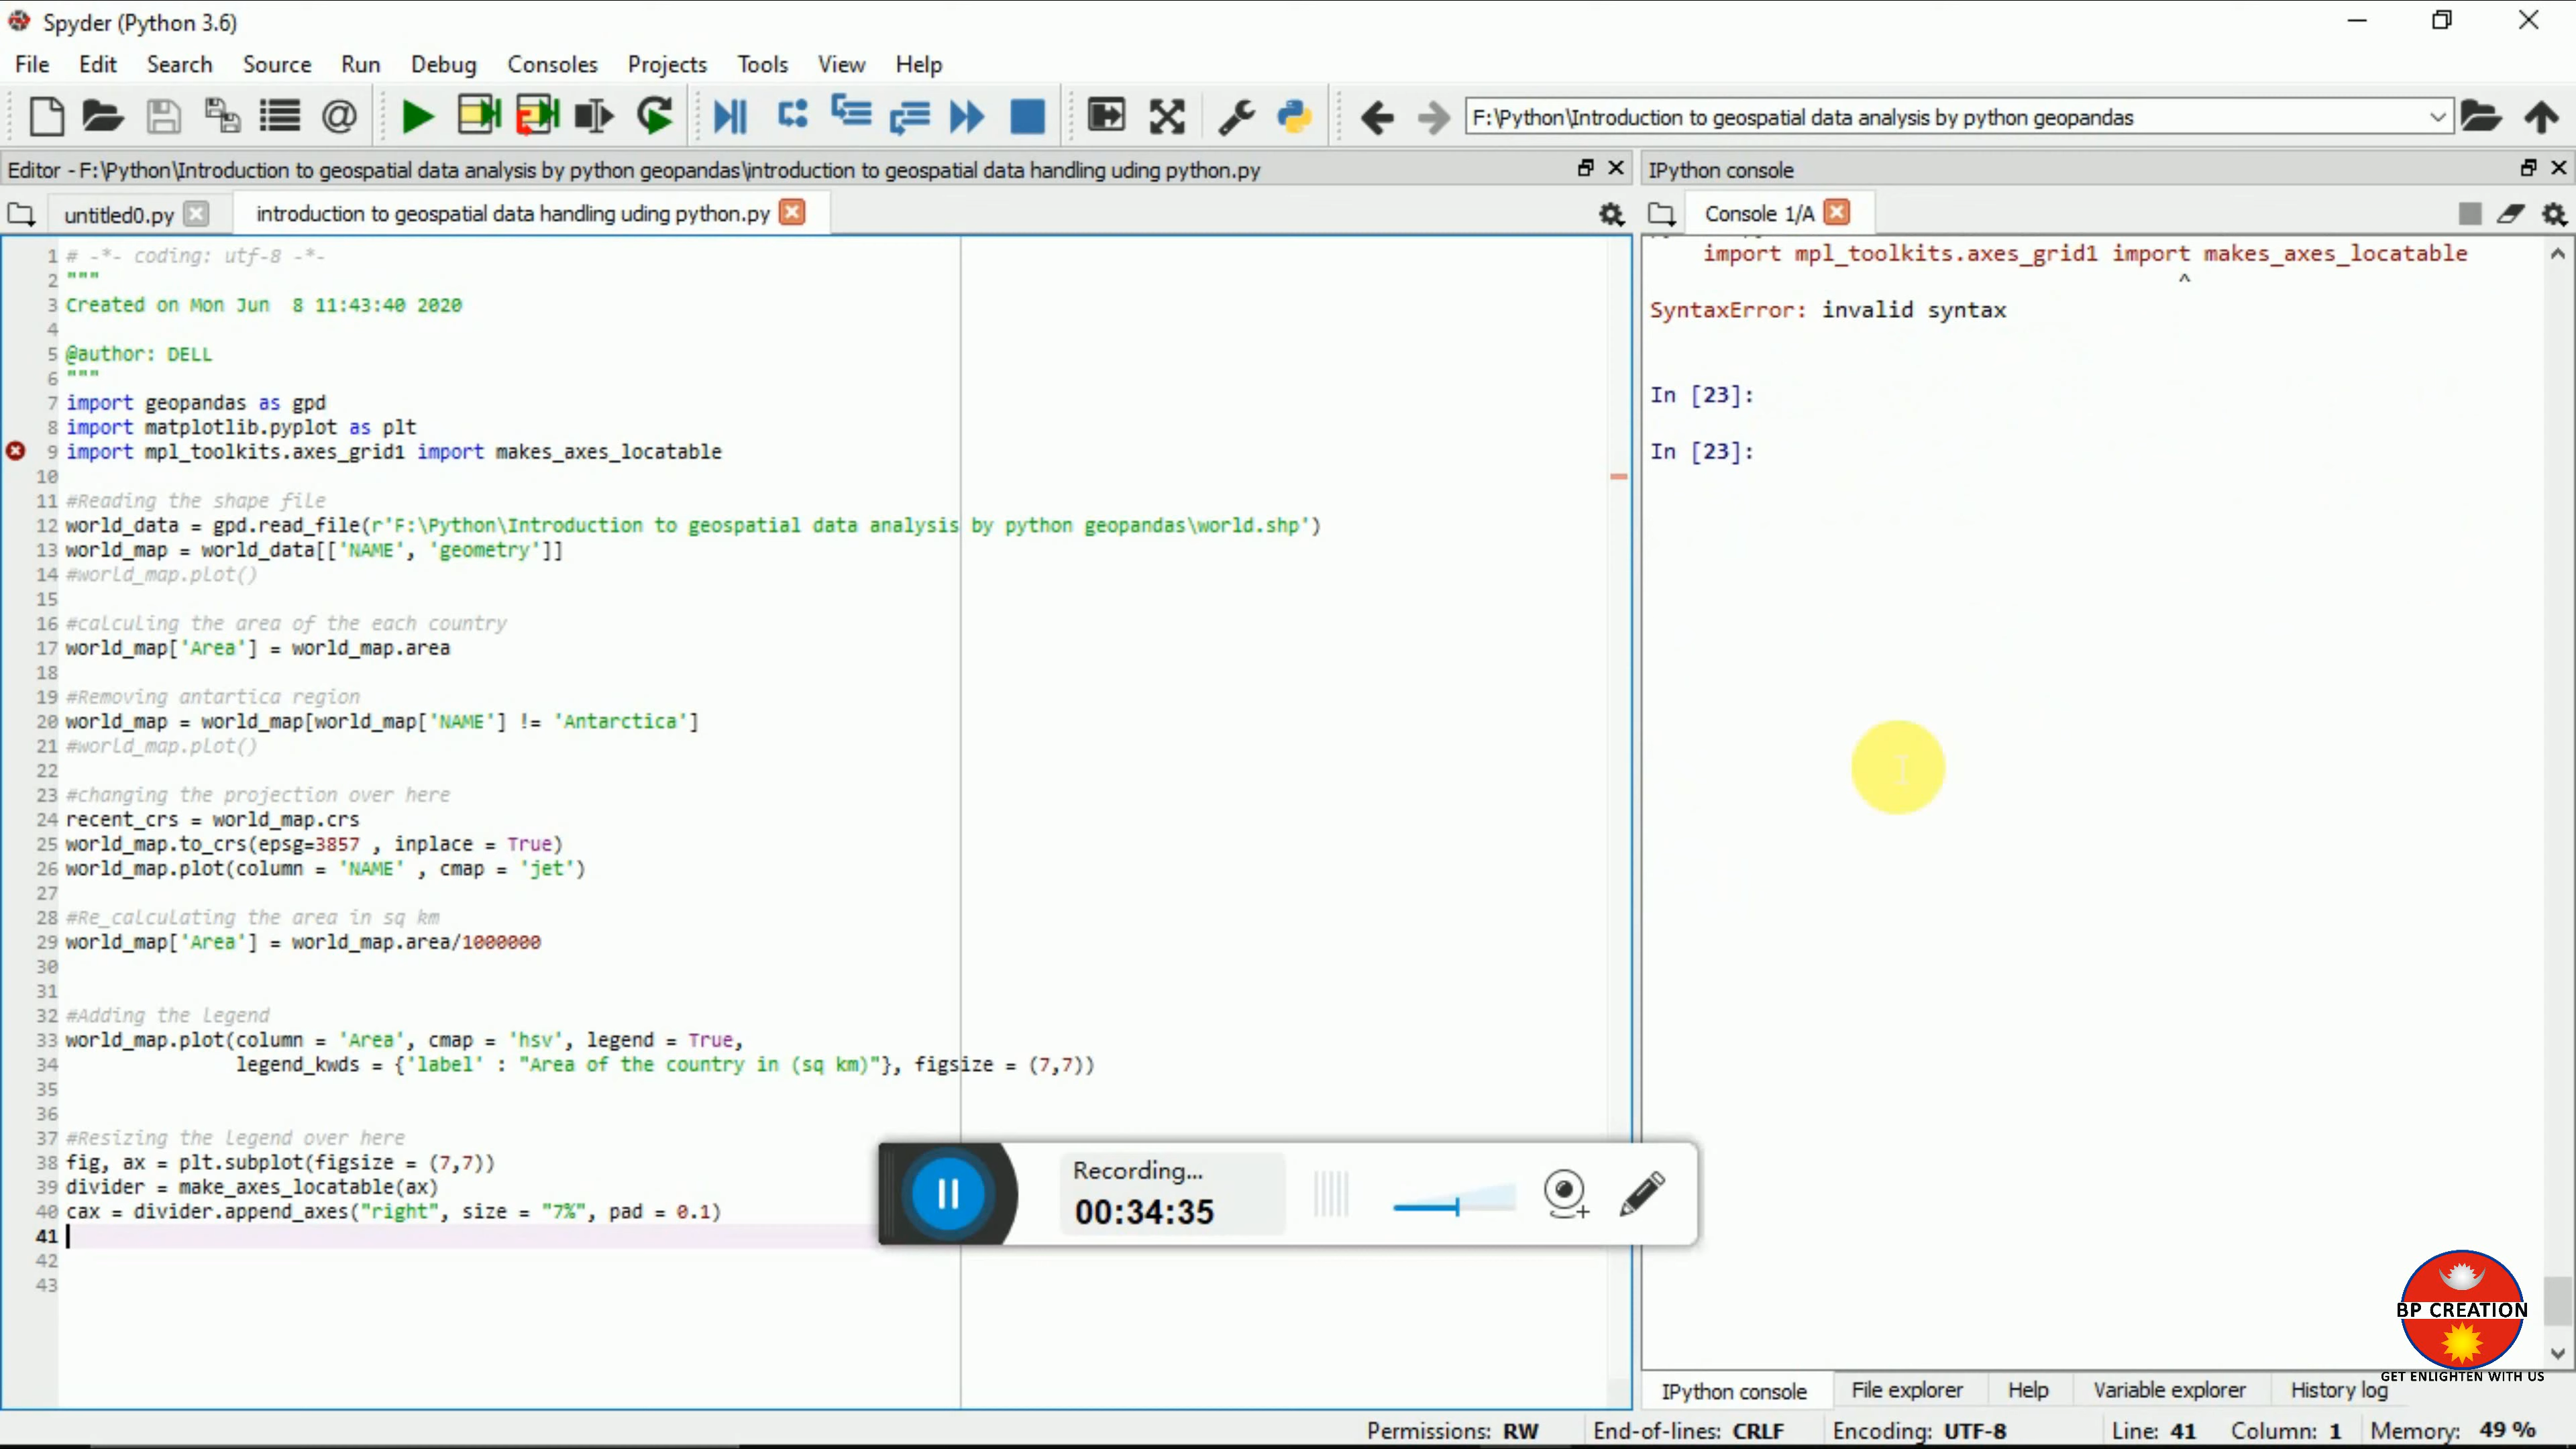 Spyder (Python 3.6)
File Edit Search Source Run Debug Consoles Projects Tools View Help
F:\Python\Introduction to geospatial data analysis by python geopandas
Editor - F:\Python\Introduction to geospatial data analysis by python geopandas\introduction to geospatial data handling uding python.py
IPython console
untitled0.py introduction to geospatial data handling uding python.py
Console 1/A
1 # -*- coding: utf-8 -*-
2 """
3 Created on Mon Jun  8 11:43:40 2020
4
5 @author: DELL
6 """
7 import geopandas as gpd
8 import matplotlib.pyplot as plt
9 import mpl_toolkits.axes_grid1 import makes_axes_locatable
10
11 #Reading the shape file
12 world_data = gpd.read_file(r'F:\Python\Introduction to geospatial data analysis by python geopandas\world.shp')
13 world_map = world_data[['NAME', 'geometry']]
14 #world_map.plot()
15
16 #calculing the area of the each country
17 world_map['Area'] = world_map.area
18
19 #Removing antartica region
20 world_map = world_map[world_map['NAME'] != 'Antarctica']
21 #world_map.plot()
22
23 #changing the projection over here
24 recent_crs = world_map.crs
25 world_map.to_crs(epsg=3857 , inplace = True)
26 world_map.plot(column = 'NAME' , cmap = 'jet')
27
28 #Re_calculating the area in sq km
29 world_map['Area'] = world_map.area/1000000
30
31
32 #Adding the Legend
33 world_map.plot(column = 'Area', cmap = 'hsv', legend = True,
34 legend_kwds = {'label' : "Area of the country in (sq km)"}, figsize = (7,7))
35
36
37 #Resizing the Legend over here
38 fig, ax = plt.subplot(figsize = (7,7))
39 divider = make_axes_locatable(ax)
40 cax = divider.append_axes("right", size = "7%", pad = 0.1)
41
42
43
import mpl_toolkits.axes_grid1 import makes_axes_locatable
^
SyntaxError: invalid syntax
In [23]:
In [23]:
Recording...
00:34:35
BP CREATION
GET ENLIGHTEN WITH US
IPython console File explorer Help Variable explorer History log
Permissions: RW End-of-lines: CRLF Encoding: UTF-8 Line: 41 Column: 1 Memory: 49 %